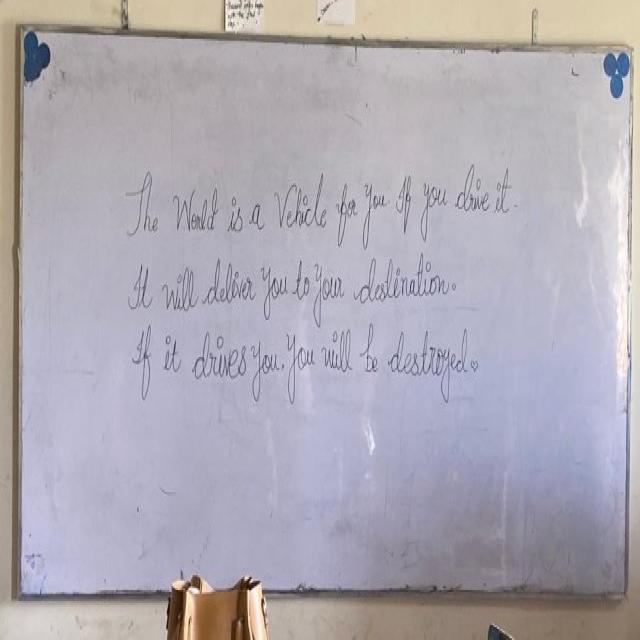 The World is a Vehicle for you If you drive it.
It will deliver you to your destination.
If it drives you, you will be destroyed.